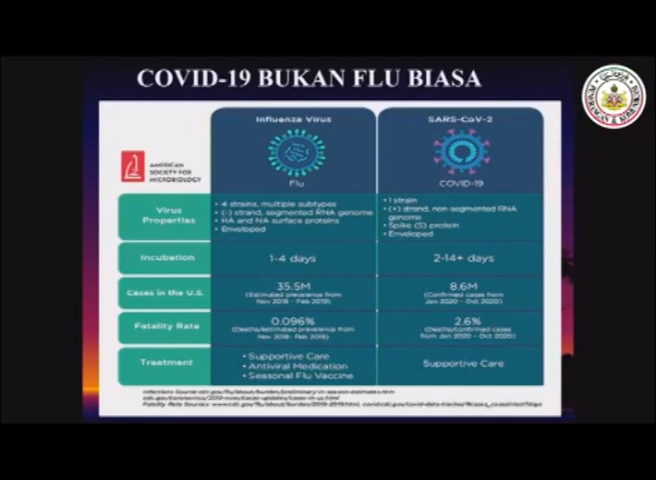 COVID-19 BUKAN FLU BIASA
Influenza Virus
SARS-CoV-2
AMERICAN
SOCIETY FOR
MICROBIOLOGY
Flu
COVID-19
Virus
Properties
• 4 strains, multiple subtypes
• (-) strand, segmented RNA genome
• HA and NA surface proteins
• Enveloped
• 1 strain
• (+) strand, non-segmented RNA
genome
• Spike (S) protein
• Enveloped
Incubation
1-4 days
2-14+ days
Cases in the U.S.
35.5M
(Estimated prevalence from
Nov 2018 - Feb 2019)
8.6M
(Confirmed cases from
Jan 2020 - Oct 2020)
Fatality Rate
0.096%
(Deaths/estimated prevalence from
Nov 2018- Feb 2019)
2.6%
(Deaths/confirmed cases
from Jan 2020 - Oct 2020)
Treatment
• Supportive Care
• Antiviral Medication
• Seasonal Flu Vaccine
Supportive Care